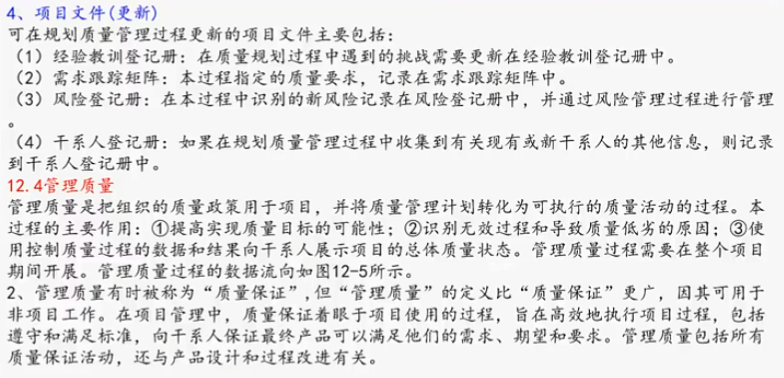 4、项目文件(更新)
可在规划质量管理过程更新的项目文件主要包括:
（1）经验教训登记册: 在质量规划过程中遇到的挑战需要更新在经验教训登记册中。
（2）需求跟踪矩阵: 本过程指定的质量要求，记录在需求跟踪矩阵中。
（3）风险登记册: 在本过程中识别的新风险记录在风险登记册中，并通过风险管理过程进行管理
。
（4）干系人登记册: 如果在规划质量管理过程中收集到有关现有或新干系人的其他信息，则记录
到干系人登记册中。
12.4管理质量
管理质量是把组织的质量政策用于项目，并将质量管理计划转化为可执行的质量活动的过程。本
过程的主要作用: ①提高实现质量目标的可能性; ②识别无效过程和导致质量低劣的原因; ③使
用控制质量过程的数据和结果向干系人展示项目的总体质量状态。管理质量过程需要在整个项目
期间开展。管理质量过程的数据流向如图12-5所示。
2、管理质量有时被称为“质量保证”,但“管理质量”的定义比“质量保证”更广，因其可用于
非项目工作。在项目管理中，质量保证着眼于项目使用的过程，旨在高效地执行项目过程，包括
遵守和满足标准，向干系人保证最终产品可以满足他们的需求、期望和要求。管理质量包括所有
质量保证活动，还与产品设计和过程改进有关。